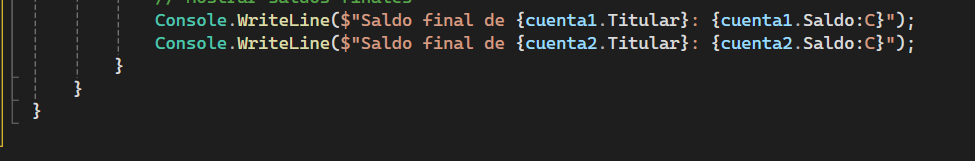 // Mostrar saldos finales
Console.WriteLine($"Saldo final de {cuenta1.Titular}: {cuenta1.Saldo:C}");
Console.WriteLine($"Saldo final de {cuenta2.Titular}: {cuenta2.Saldo:C}");
}
}
}